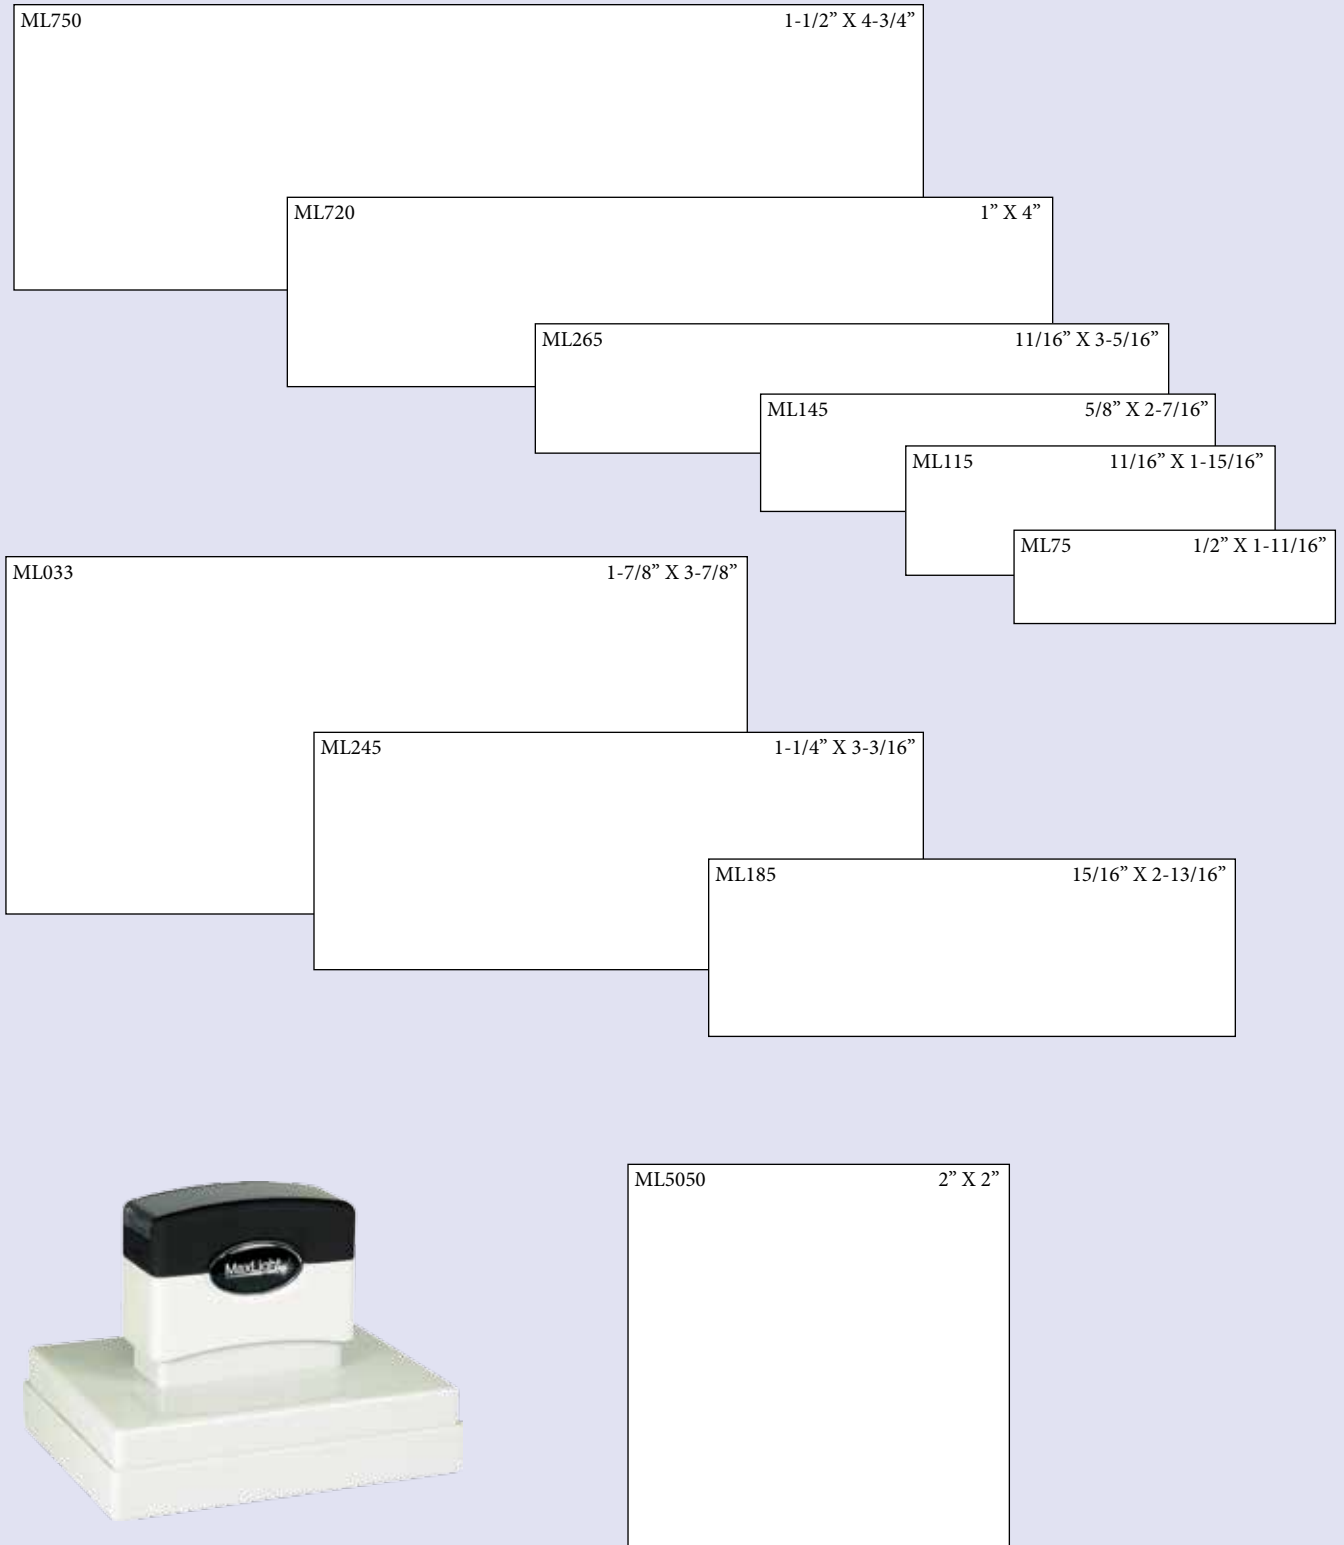 ML750 1-1/2” X 4-3/4”
ML720 1” X 4”
ML265 11/16” X 3-5/16”
ML145 5/8” X 2-7/16”
ML115 11/16” X 1-15/16”
ML75 1/2” X 1-11/16”
ML033 1-7/8” X 3-7/8”
ML245 1-1/4” X 3-3/16”
ML185 15/16” X 2-13/16”
ML5050 2” X 2”
MaxLight